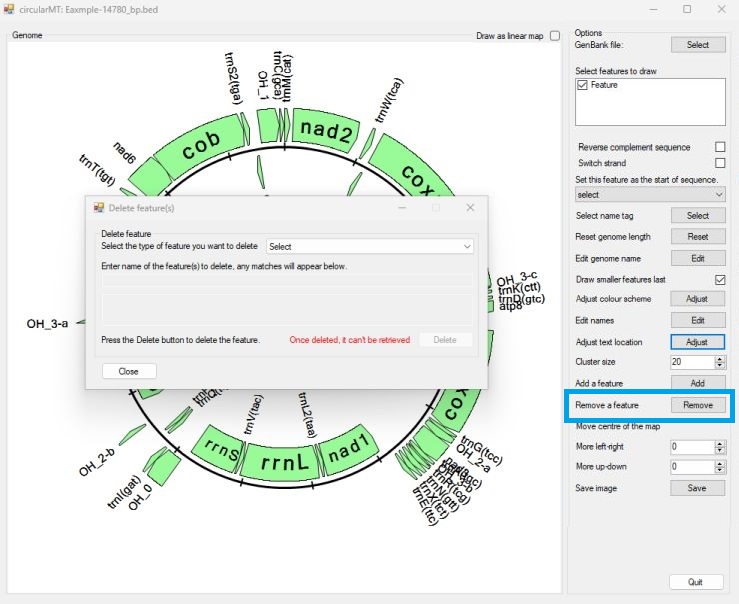 circularMT: Eaxmple-14780_bp.bed
Genome
Draw as linear map
trnS2(tga)
OH_1
trnC(gca)
trnM(cat)
trnW(tca)
nad2
cob
nad6
trnT(tgt)
cox
Delete feature(s)
Delete feature
Select the type of feature you want to delete
Select
Enter name of the feature(s) to delete, any matches will appear below.
Press the Delete button to delete the feature.
Once deleted, it can't be retrieved
Delete
Close
OH_3-a
OH_3-c
trnK(ctt)
trnD(gtc)
atp8
cox
trnV(tac)
trnL2(taa)
rrnS
rrnL
nad1
OH_2-b
trnI(gat)
OH_0
trnG(tcc)
OH_2-a
trnR(tcg)
trnN(gtt)
trnX(tct)
trnE(ttc)
Options
GenBank file:
Select
Select features to draw
Feature
Reverse complement sequence
Switch strand
Set this feature as the start of sequence.
select
Select name tag
Select
Reset genome length
Reset
Edit genome name
Edit
Draw smaller features last
Adjust colour scheme
Adjust
Edit names
Edit
Adjust text location
Adjust
Cluster size
20
Add a feature
Add
Remove a feature
Remove
Move centre of the map
More left-right
0
More up-down
0
Save image
Save
Quit